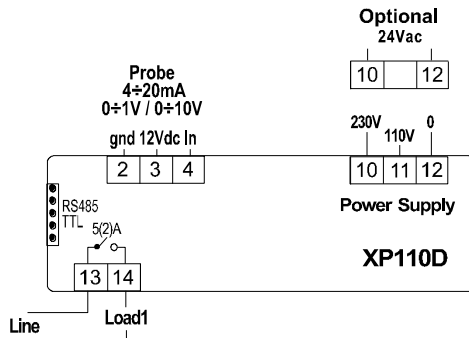 Optional
24Vac
10 12
Probe
4÷20mA
0÷1V / 0÷10V
gnd 12Vdc In
230V 110V 0
2 3 4
10 11 12
RS485
TTL
Power Supply
5(2)A
XP110D
13 14
Line
Load1